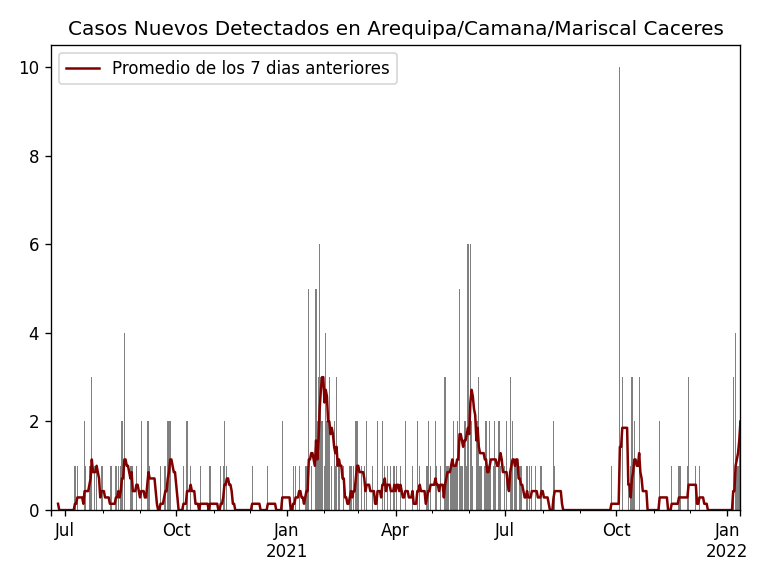 Casos Nuevos Detectados en Arequipa/Camana/Mariscal Caceres
Promedio de los 7 dias anteriores
10
8
6
4
2
0
Jul Oct Jan Apr Jul Oct Jan
2021 2022